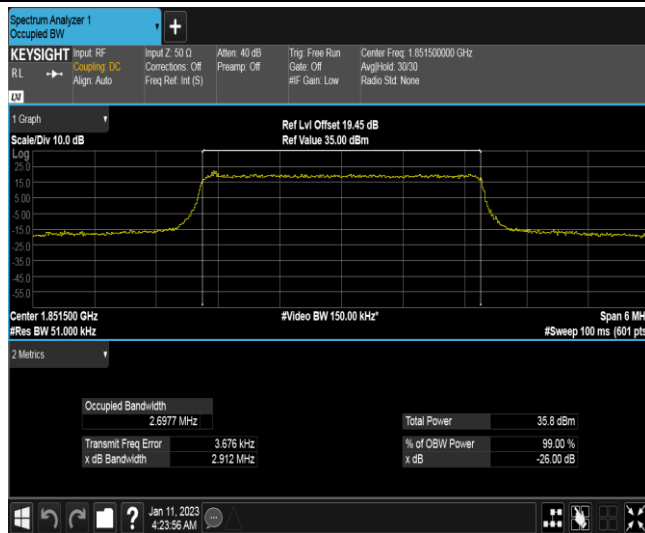 Spectrum Analyzer 1
Occupied BW
+
KEYSIGHT
RL
Input: RF
Coupling: DC
Align: Auto
Input Z: 50 Ω
Corrections: Off
Freq Ref: Int (S)
Atten: 40 dB
Preamp: Off
Trig: Free Run
Gate: Off
#IF Gain: Low
Center Freq: 1.851500000 GHz
Avg|Hold: 30/30
Radio Std: None
1 Graph
Scale/Div 10.0 dB
Ref Lvl Offset 19.45 dB
Ref Value 35.00 dBm
Log
25.0
15.0
5.00
-5.00
-15.0
-25.0
-35.0
-45.0
-55.0
Center 1.851500 GHz
#Res BW 51.000 kHz
#Video BW 150.00 kHz*
Span 6 MH
#Sweep 100 ms (601 pts
2 Metrics
Occupied Bandwidth
2.6977 MHz
Transmit Freq Error 3.676 kHz
x dB Bandwidth 2.912 MHz
Total Power 35.8 dBm
% of OBW Power 99.00 %
x dB -26.00 dB
?
Jan 11, 2023
4:23:56 AM